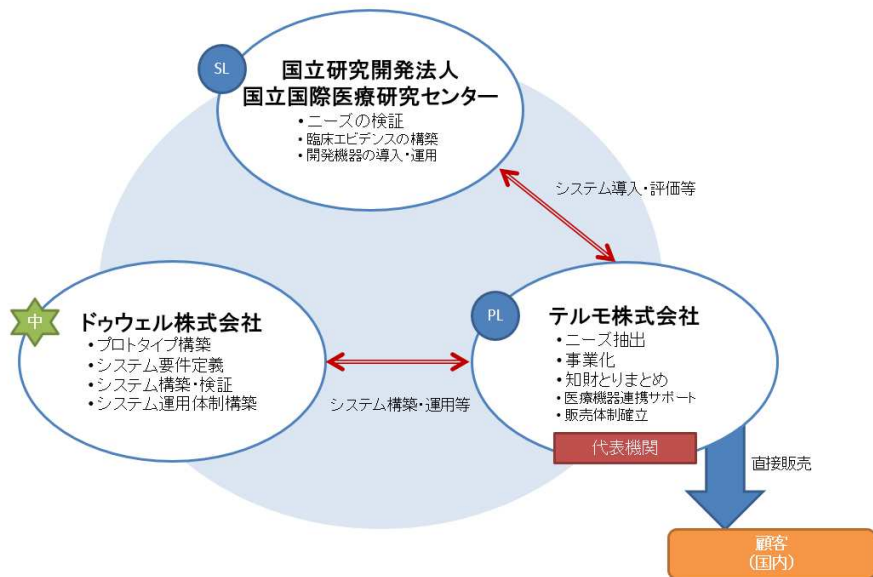 SL
国立研究開発法人
国立国際医療研究センター
・ニーズの検証
・臨床エビデンスの構築
・開発機器の導入・運用
システム導入・評価等
中
ドゥウェル株式会社
・プロトタイプ構築
・システム要件定義
・システム構築・検証
・システム運用体制構築
システム構築・運用等
PL
テルモ株式会社
・ニーズ抽出
・事業化
・知財とりまとめ
・医療機器連携サポート
・販売体制確立
代表機関
直接販売
顧客
(国内)